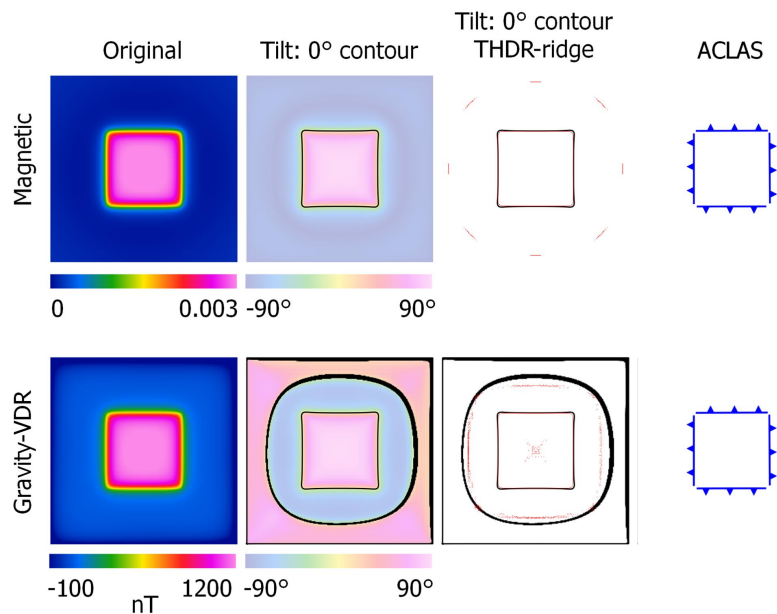 Original
Tilt: 0° contour
Tilt: 0° contour
THDR-ridge
ACLAS
Magnetic
0
0.003
-90°
90°
Gravity-VDR
-100
1200
nT
-90°
90°